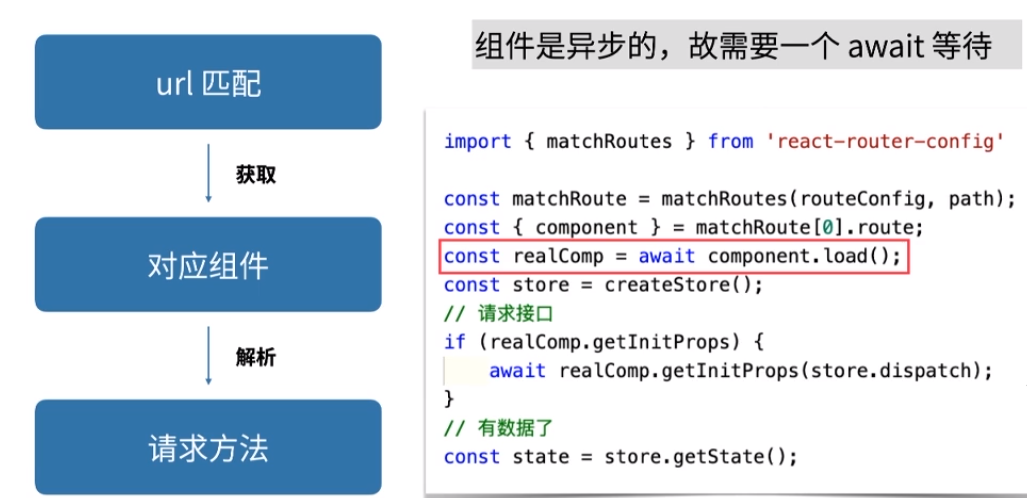 url 匹配
获取
对应组件
解析
请求方法
组件是异步的，故需要一个 await 等待
import { matchRoutes } from 'react-router-config'
const matchRoute = matchRoutes(routeConfig, path);
const { component } = matchRoute[0].route;
const realComp = await component.load();
const store = createStore();
// 请求接口
if (realComp.getInitProps) {
    await realComp.getInitProps(store.dispatch);
}
// 有数据了
const state = store.getState();